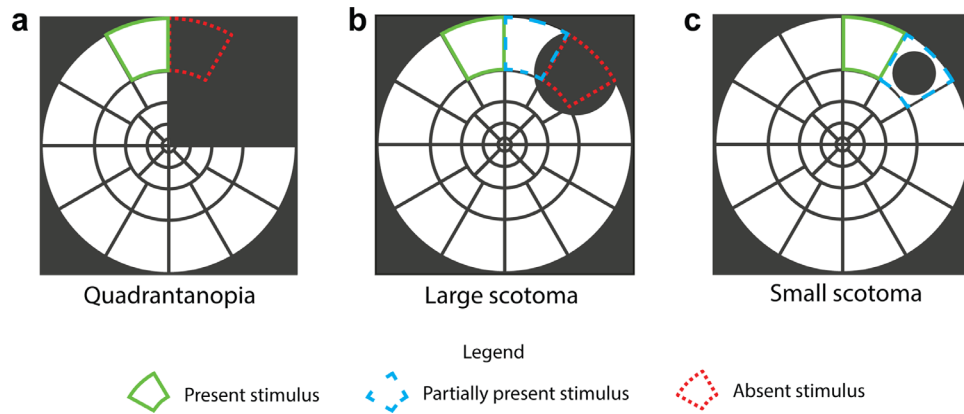 a
b
c
Quadrantanopia
Large scotoma
Small scotoma
Legend
Present stimulus
Partially present stimulus
Absent stimulus